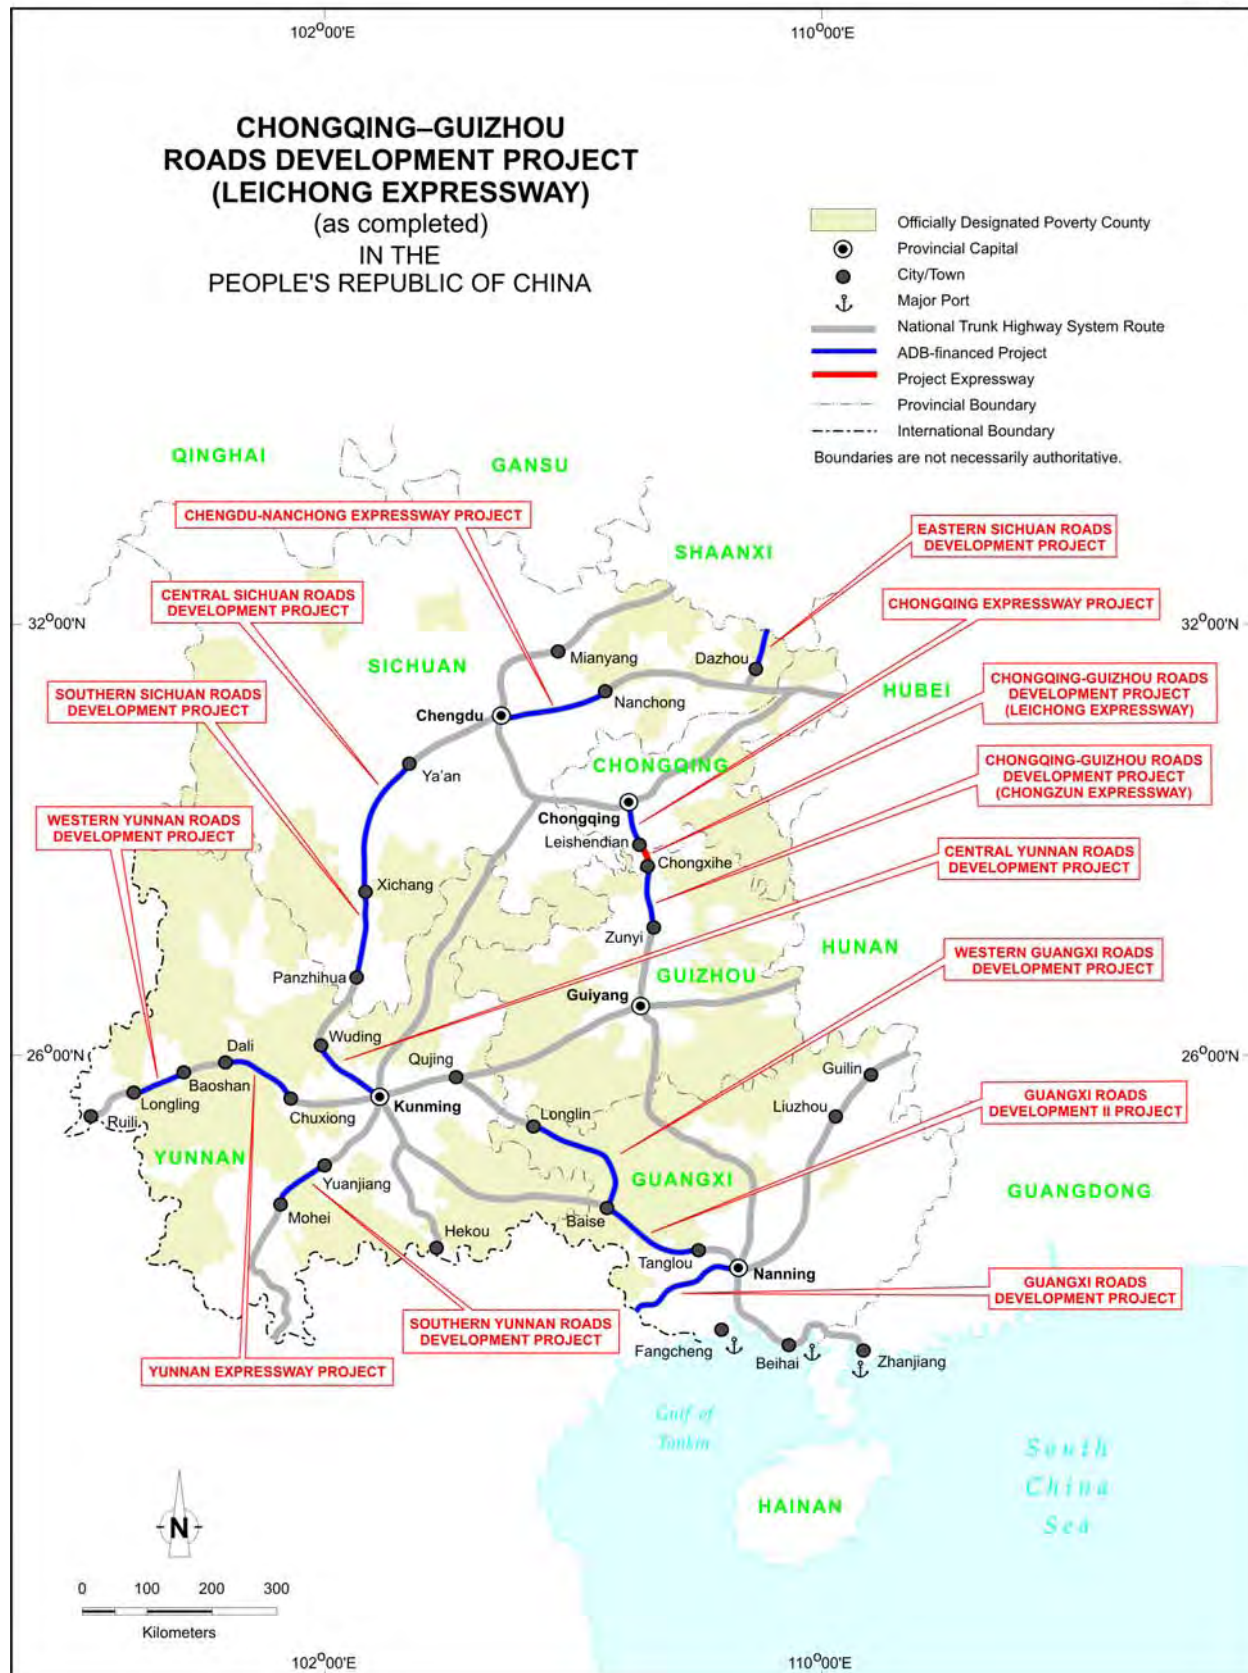 102°00'E
110°00'E
CHONGQING–GUIZHOU
ROADS DEVELOPMENT PROJECT
(LEICHONG EXPRESSWAY)
(as completed)
IN THE
PEOPLE'S REPUBLIC OF CHINA
Officially Designated Poverty County
Provincial Capital
City/Town
Major Port
National Trunk Highway System Route
ADB-financed Project
Project Expressway
Provincial Boundary
International Boundary
Boundaries are not necessarily authoritative.
QINGHAI
GANSU
CHENGDU-NANCHONG EXPRESSWAY PROJECT
EASTERN SICHUAN ROADS
DEVELOPMENT PROJECT
SHAANXI
CENTRAL SICHUAN ROADS
DEVELOPMENT PROJECT
CHONGQING EXPRESSWAY PROJECT
32°00'N
32°00'N
Mianyang
Dazhou
SICHUAN
HUBEI
CHONGQING-GUIZHOU ROADS
DEVELOPMENT PROJECT
(LEICHONG EXPRESSWAY)
SOUTHERN SICHUAN ROADS
DEVELOPMENT PROJECT
Nanchong
Chengdu
Ya'an
CHONGQING
CHONGQING-GUIZHOU ROADS
DEVELOPMENT PROJECT
(CHONGZUN EXPRESSWAY)
WESTERN YUNNAN ROADS
DEVELOPMENT PROJECT
Chongqing
Leishendian
Chongxihe
CENTRAL YUNNAN ROADS
DEVELOPMENT PROJECT
Xichang
Zunyi
HUNAN
WESTERN GUANGXI ROADS
DEVELOPMENT PROJECT
Panzhihua
GUIZHOU
Guiyang
Wuding
26°00'N
26°00'N
Dali
Qujing
Guilin
Baoshan
Longling
Ruili
Chuxiong
Kunming
Longlin
Liuzhou
GUANGXI ROADS
DEVELOPMENT II PROJECT
YUNNAN
Yuanjiang
GUANGXI
GUANGDONG
Mohei
Baise
Hekou
Tanglou
Nanning
GUANGXI ROADS
DEVELOPMENT PROJECT
SOUTHERN YUNNAN ROADS
DEVELOPMENT PROJECT
Fangcheng
Beihai
Zhanjiang
YUNNAN EXPRESSWAY PROJECT
Gulf of
Tonkin
South
China
Sea
HAINAN
N
0 100 200 300
Kilometers
102°00'E
110°00'E